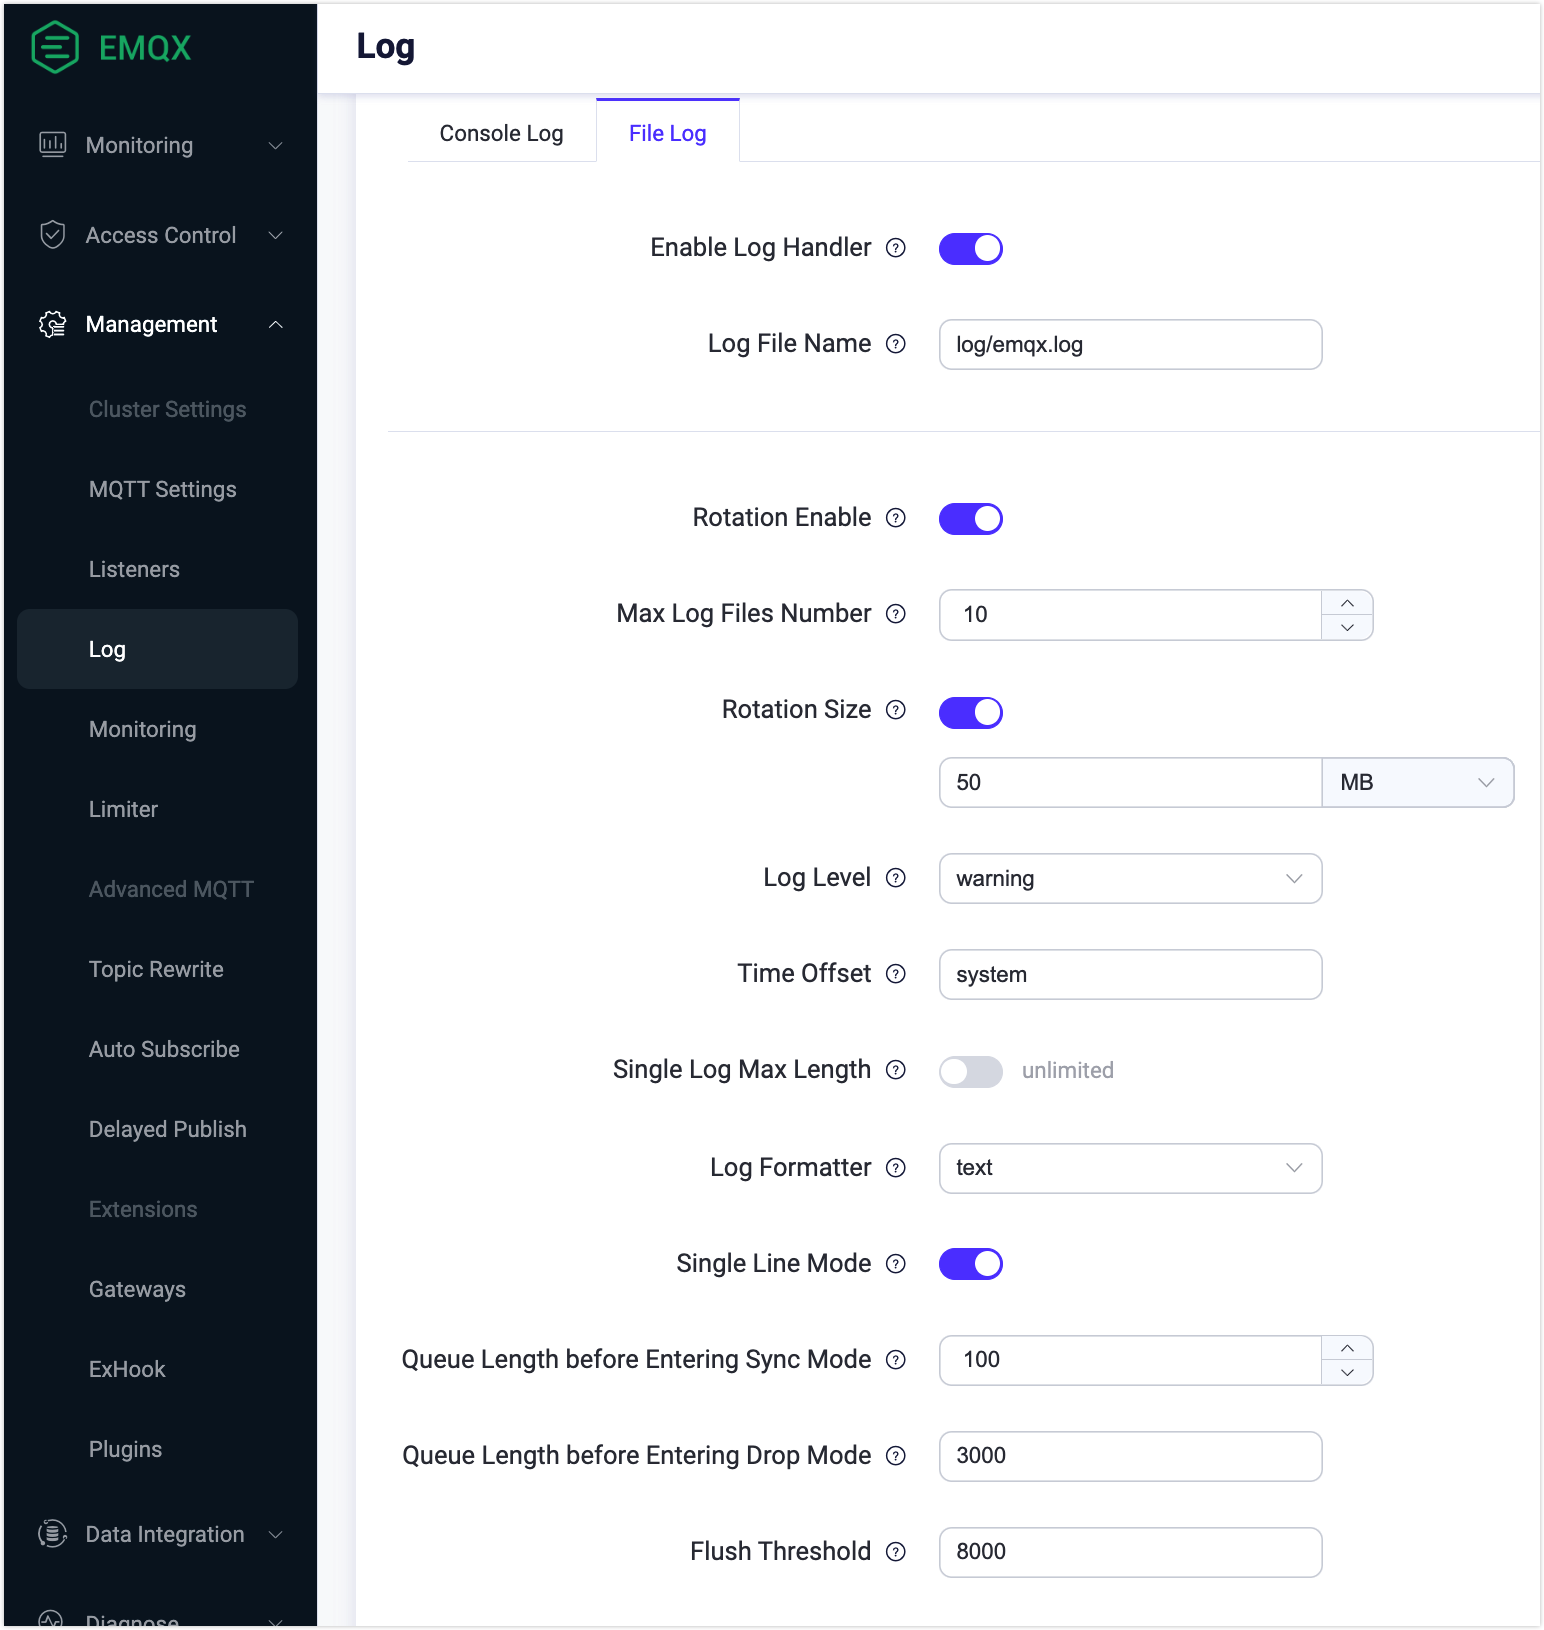 EMQX
Monitoring
Access Control
Management
Cluster Settings
MQTT Settings
Listeners
Log
Monitoring
Limiter
Advanced MQTT
Topic Rewrite
Auto Subscribe
Delayed Publish
Extensions
Gateways
ExHook
Plugins
Data Integration
Diagnose
Log
Console Log
File Log
Enable Log Handler
Log File Name
log/emqx.log
Rotation Enable
Max Log Files Number
10
Rotation Size
50
MB
Log Level
warning
Time Offset
system
Single Log Max Length
unlimited
Log Formatter
text
Single Line Mode
Queue Length before Entering Sync Mode
100
Queue Length before Entering Drop Mode
3000
Flush Threshold
8000